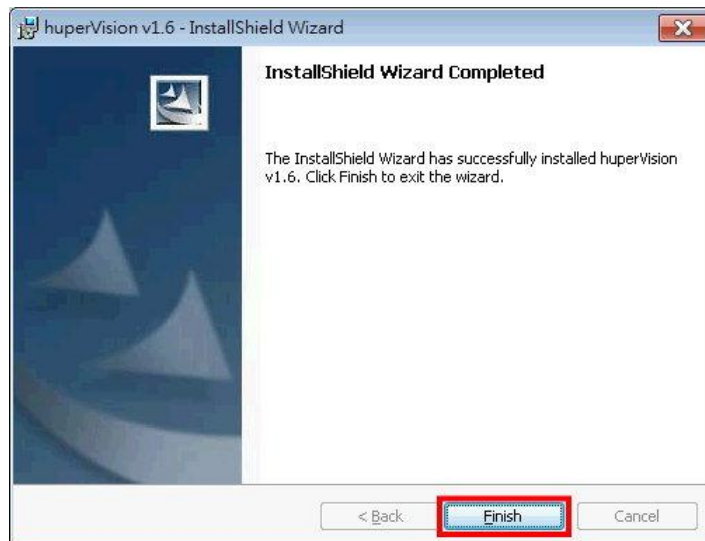 huperVision v1.6 - InstallShield Wizard
InstallShield Wizard Completed
The InstallShield Wizard has successfully installed huperVision
v1.6. Click Finish to exit the wizard.
< Back
Finish
Cancel